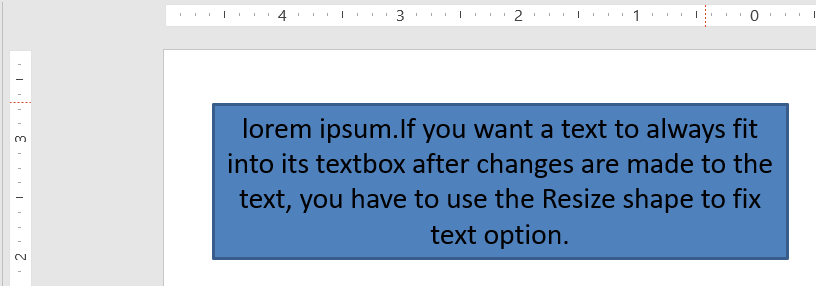 4 3 2 1 0
3
2
lorem ipsum.If you want a text to always fit
into its textbox after changes are made to the
text, you have to use the Resize shape to fix
text option.